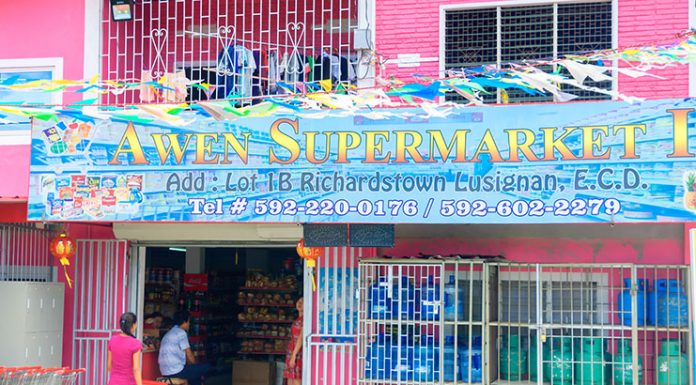 AWEN SUPERMARKET
Add : Lot 1B Richardstown Lusignan, E.C.D.
Tel # 592-220-0176 / 592-602-2279